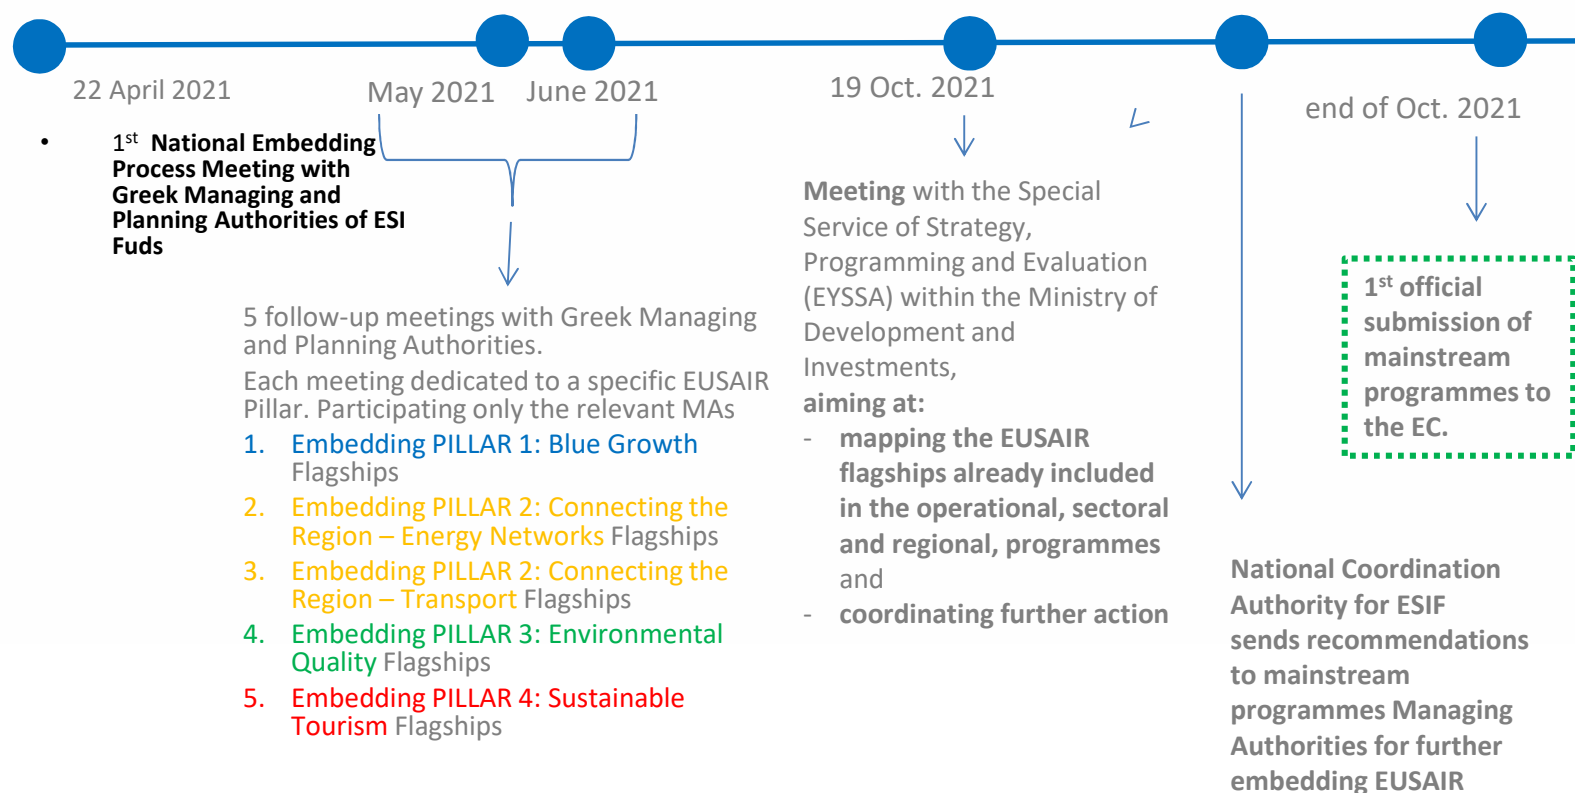 22 April 2021
• 1st National Embedding
Process Meeting with
Greek Managing and
Planning Authorities of ESI
Fuds
May 2021
June 2021
5 follow-up meetings with Greek Managing
and Planning Authorities.
Each meeting dedicated to a specific EUSAIR
Pillar. Participating only the relevant MAs
1. Embedding PILLAR 1: Blue Growth
Flagships
2. Embedding PILLAR 2: Connecting the
Region – Energy Networks Flagships
3. Embedding PILLAR 2: Connecting the
Region – Transport Flagships
4. Embedding PILLAR 3: Environmental
Quality Flagships
5. Embedding PILLAR 4: Sustainable
Tourism Flagships
19 Oct. 2021
Meeting with the Special
Service of Strategy,
Programming and Evaluation
(EYSSA) within the Ministry of
Development and
Investments,
aiming at:
- mapping the EUSAIR
flagships already included
in the operational, sectoral
and regional, programmes
and
- coordinating further action
National Coordination
Authority for ESIF
sends recommendations
to mainstream
programmes Managing
Authorities for further
embedding EUSAIR
end of Oct. 2021
1st official
submission of
mainstream
programmes to
the EC.